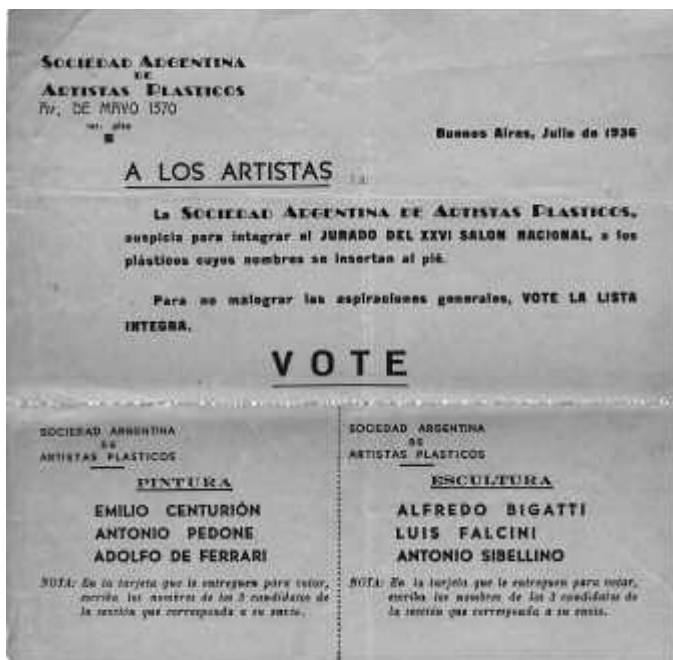 SOCIEDAD ARGENTINA
DE
ARTISTAS PLASTICOS
AV. DE MAYO 1370
Buenos Aires, Julio de 1936
A LOS ARTISTAS
La SOCIEDAD ARGENTINA DE ARTISTAS PLASTICOS,
auspicia para integrar el JURADO DEL XXVI SALON NACIONAL, a los
plásticos cuyos nombres se insertan al pié.
Para no malograr las aspiraciones generales, VOTE LA LISTA
INTEGRA.
VOTE
SOCIEDAD ARGENTINA
DE
ARTISTAS PLASTICOS
PINTURA
EMILIO CENTURIÓN
ANTONIO PEDONE
ADOLFO DE FERRARI
NOTA: En la tarjeta que le entreguen para votar,
escriba los nombres de los 3 candidatos de
la sección que corresponda a su envío.
SOCIEDAD ARGENTINA
DE
ARTISTAS PLASTICOS
ESCULTURA
ALFREDO BIGATTI
LUIS FALCINI
ANTONIO SIBELLINO
NOTA: En la tarjeta que le entreguen para votar,
escriba los nombres de los 3 candidatos de
la sección que corresponda a su envío.